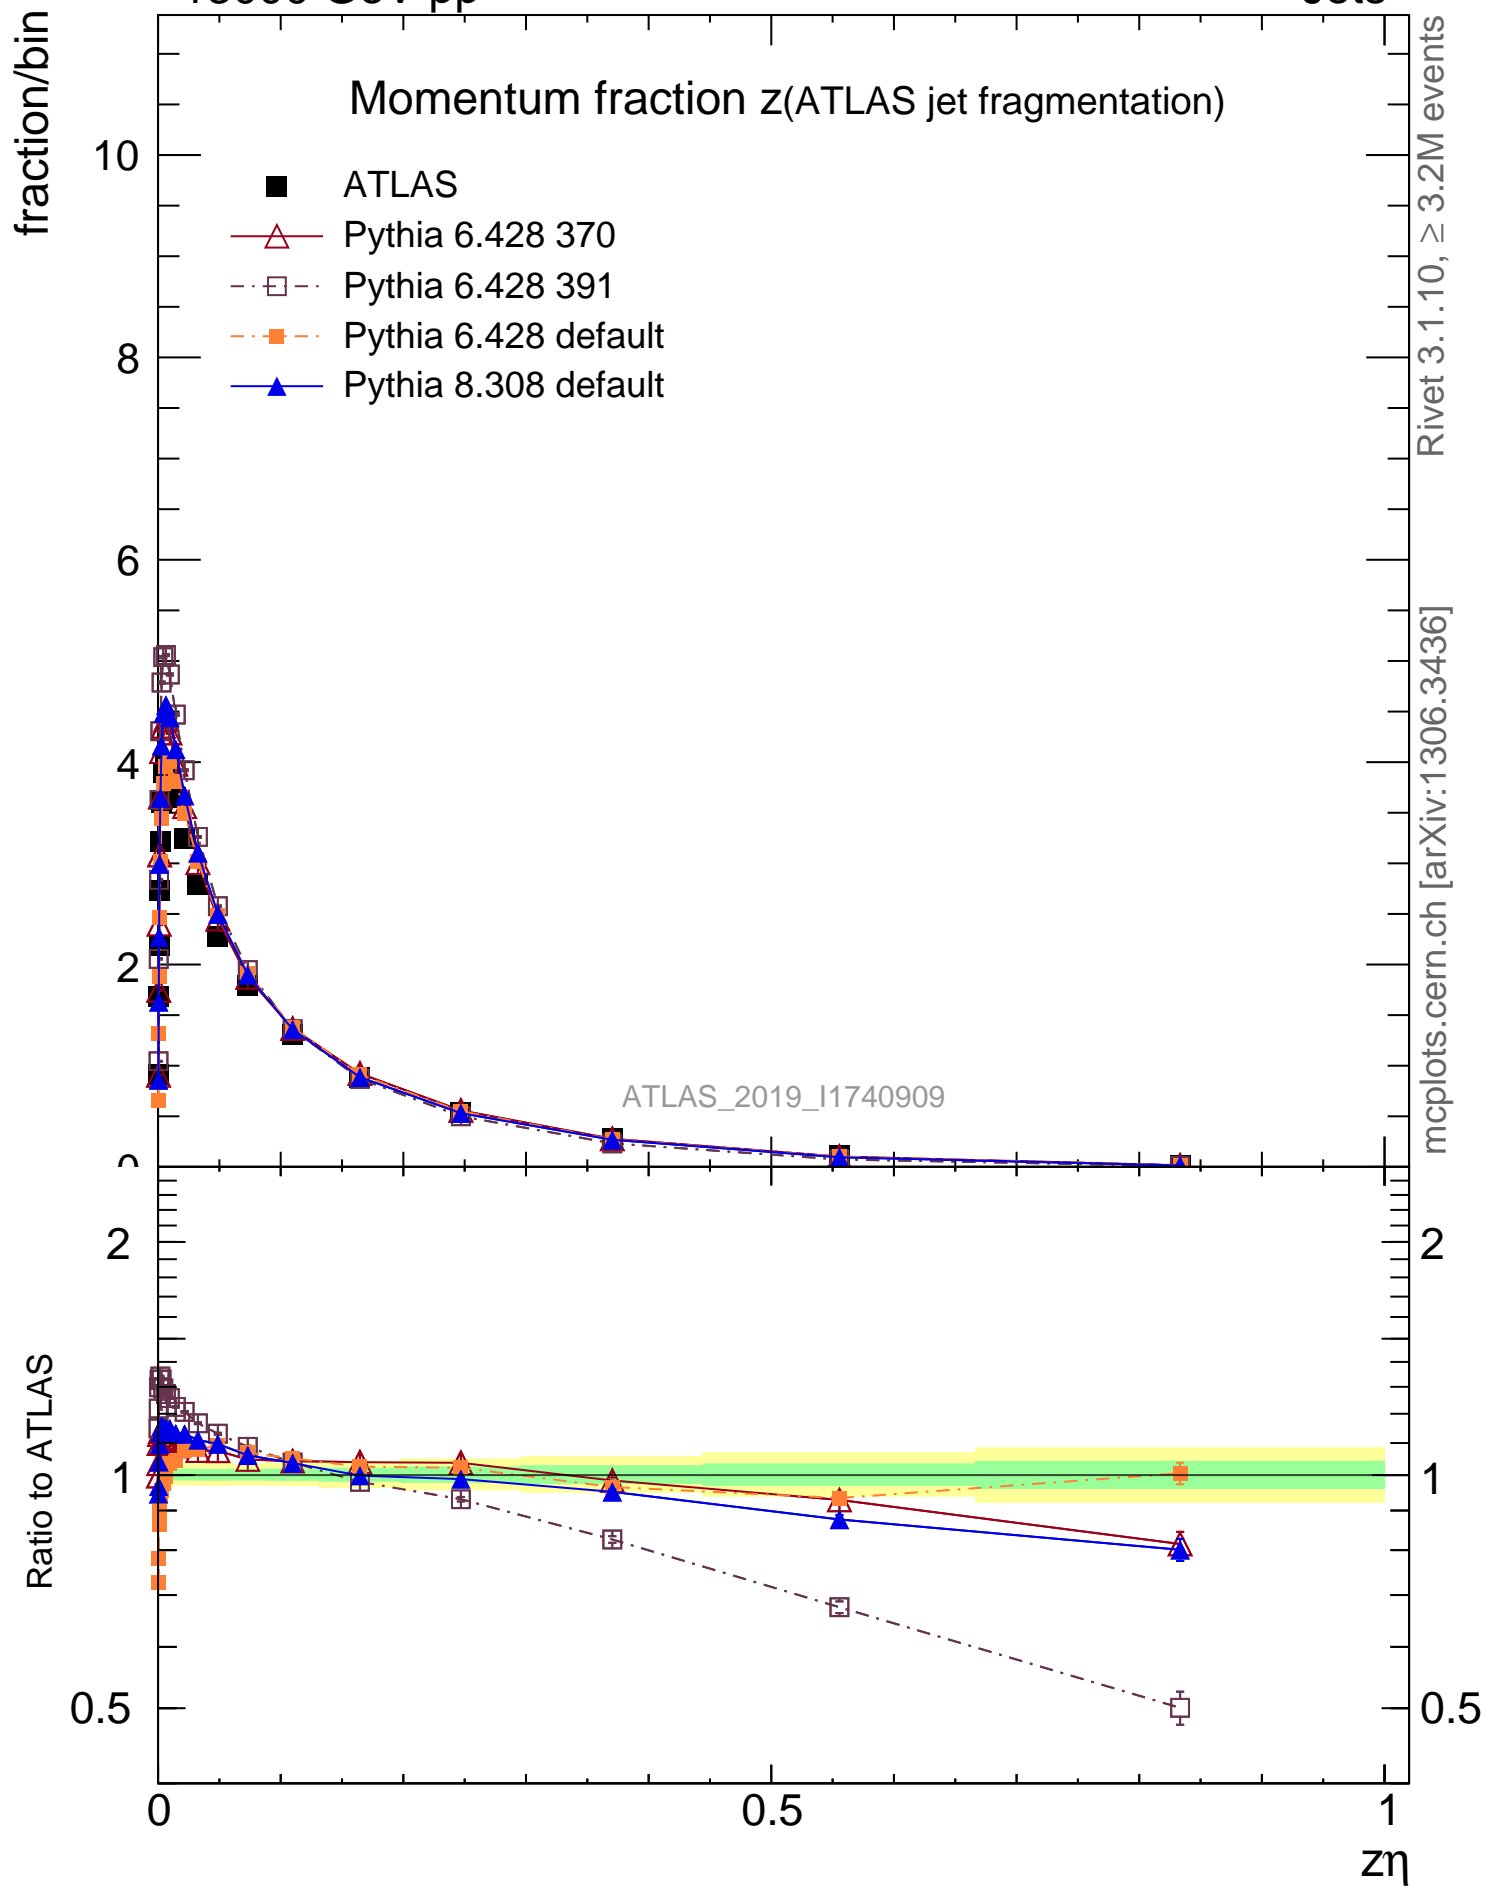 fraction/bin
Momentum fraction z(ATLAS jet fragmentation)
ATLAS
Pythia 6.428 370
Pythia 6.428 391
Pythia 6.428 default
Pythia 8.308 default
10
8
6
4
2
ATLAS_2019_I1740909
Rivet 3.1.10, ≥ 3.2M events
mcplots.cern.ch [arXiv:1306.3436]
Ratio to ATLAS
2
1
0.5
2
1
0.5
0
0.5
1
zη